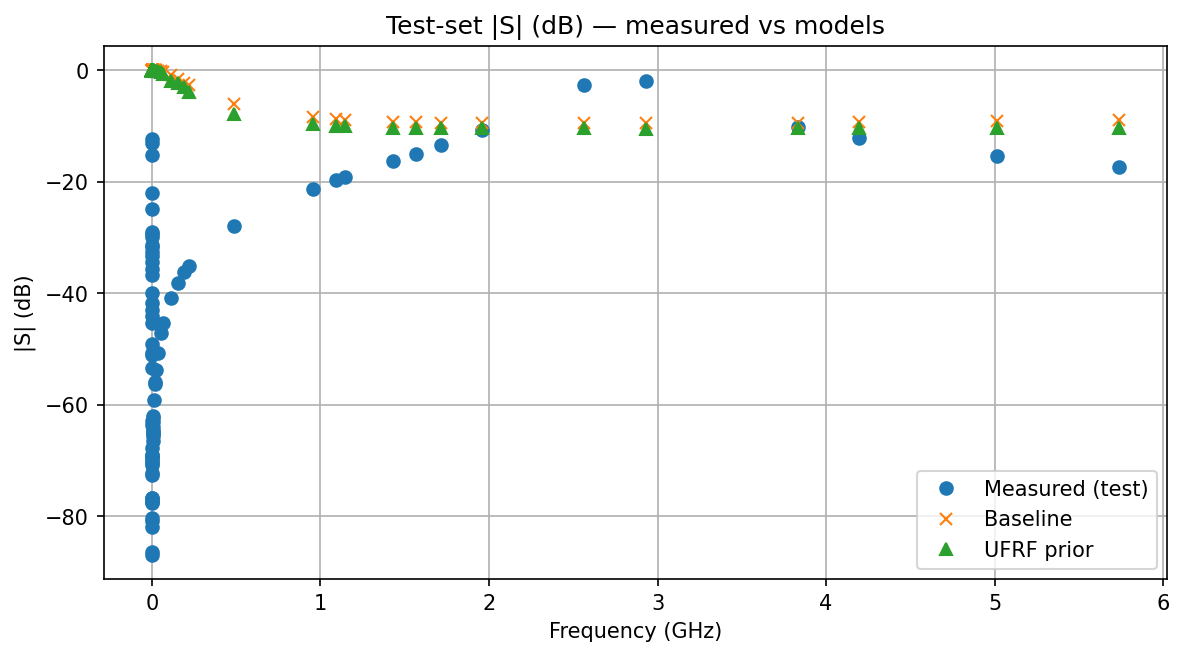 Test-set |S| (dB) — measured vs models
0
−20
−40
−60
−80
|S| (dB)
0 1 2 3 4 5 6
Frequency (GHz)
Measured (test)
Baseline
UFRF prior